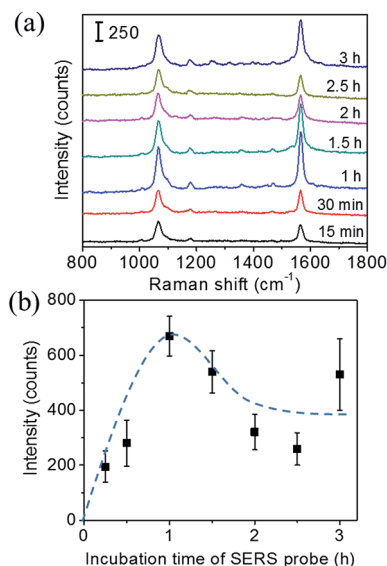 (a)
250
3 h
2.5 h
2 h
1.5 h
1 h
30 min
15 min
Intensity (counts)
800 1000 1200 1400 1600 1800
Raman shift (cm⁻¹)
(b)
800
600
400
200
0
Intensity (counts)
0 1 2 3
Incubation time of SERS probe (h)